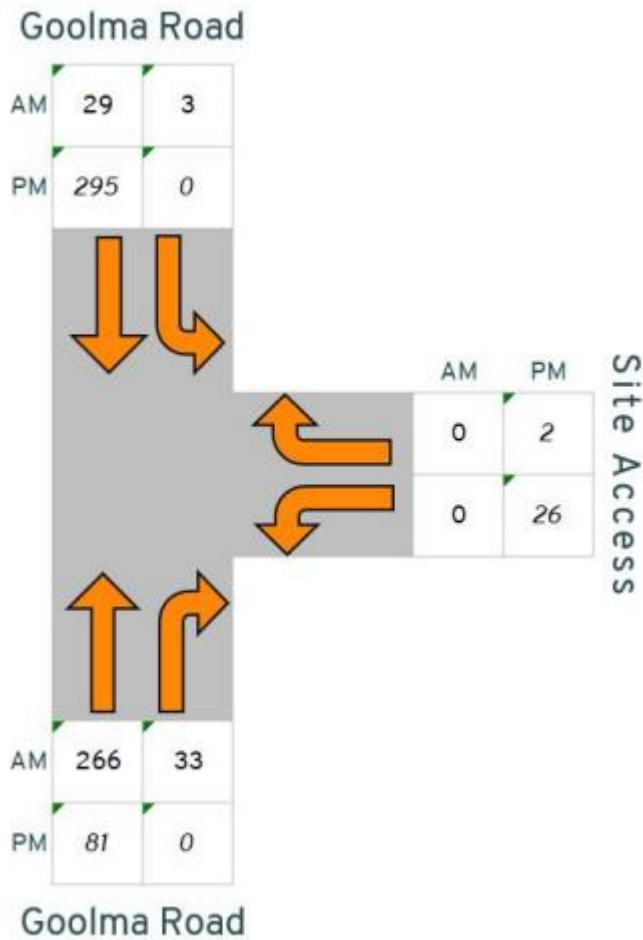 Goolma Road
AM 29 3
PM 295 0
AM PM
0 2
0 26
Site Access
AM 266 33
PM 81 0
Goolma Road